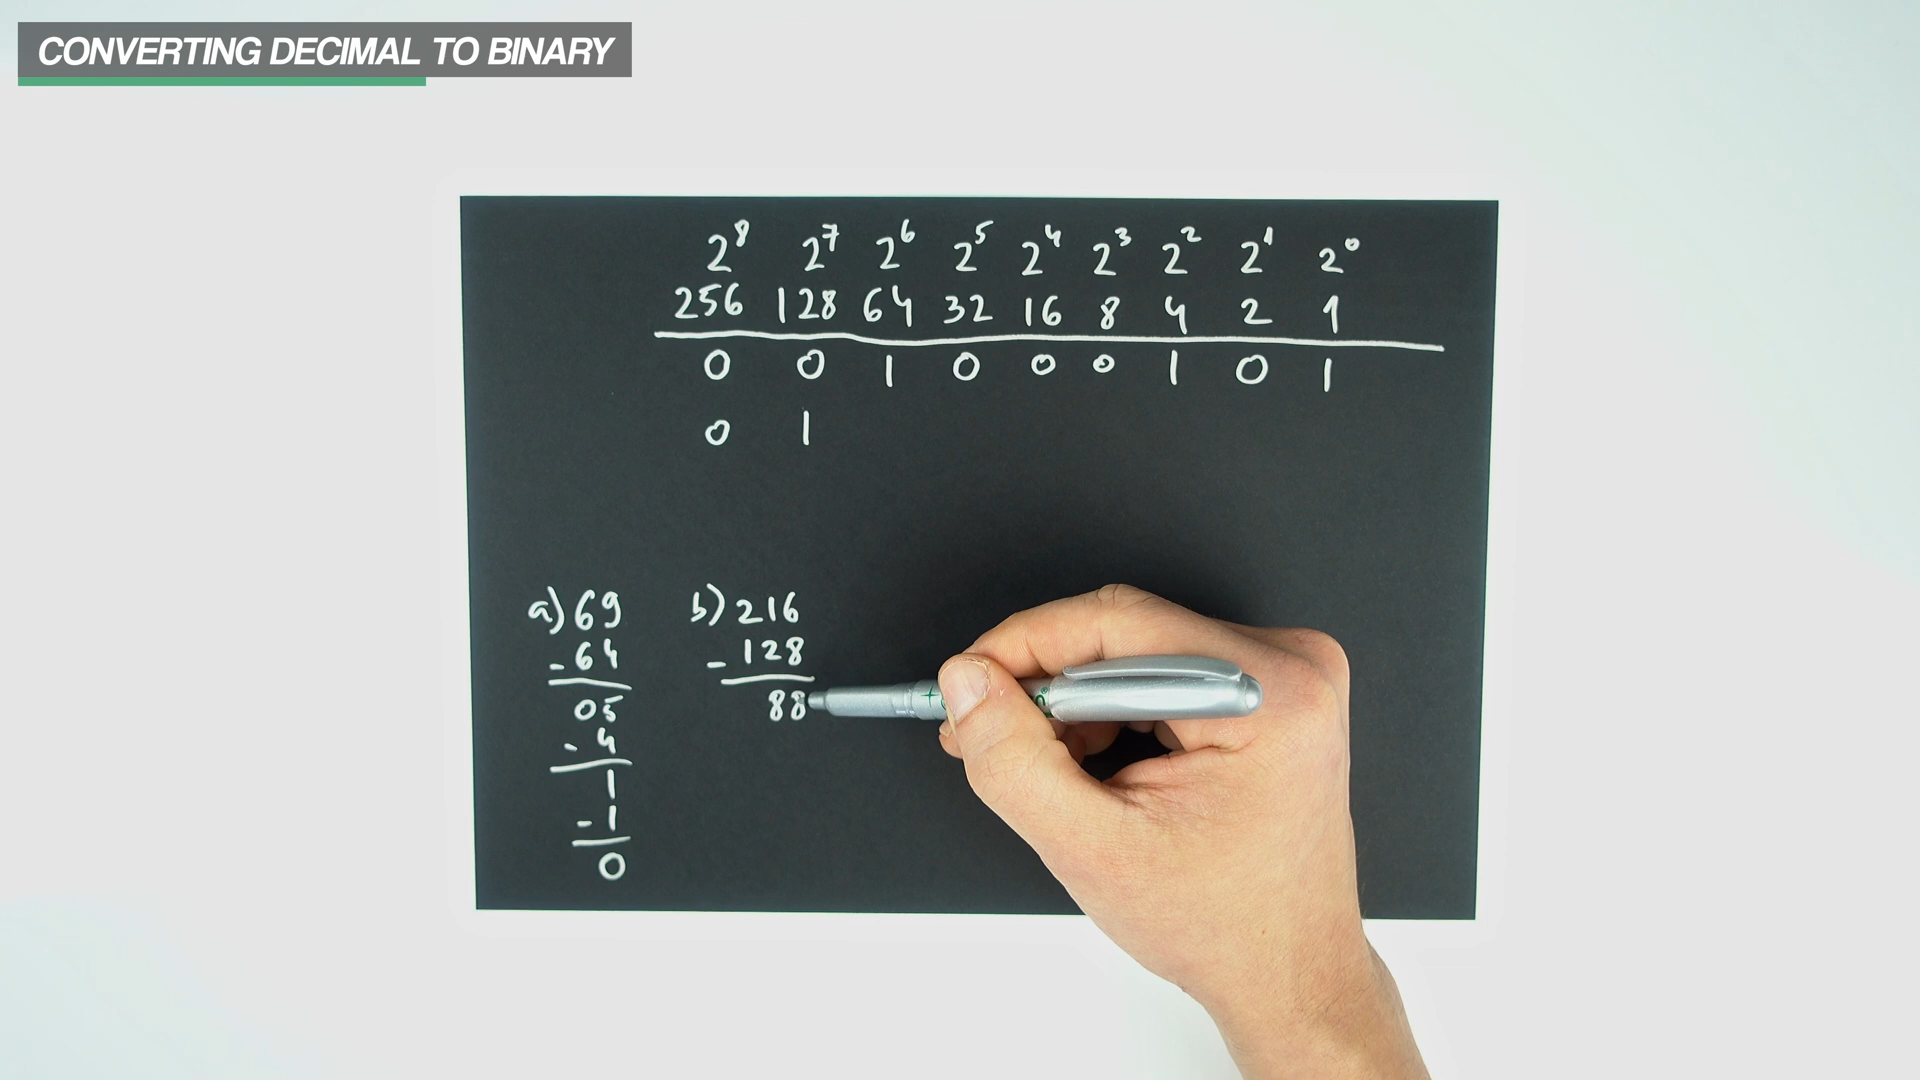 CONVERTING DECIMAL TO BINARY
2⁸ 2⁷ 2⁶ 2⁵ 2⁴ 2³ 2² 2¹ 2⁰
256 128 64 32 16 8 4 2 1
0 0 1 0 0 0 1 0 1
0 1
a) 69
- 64
05
- 4
1
- 1
0
b) 216
- 128
88